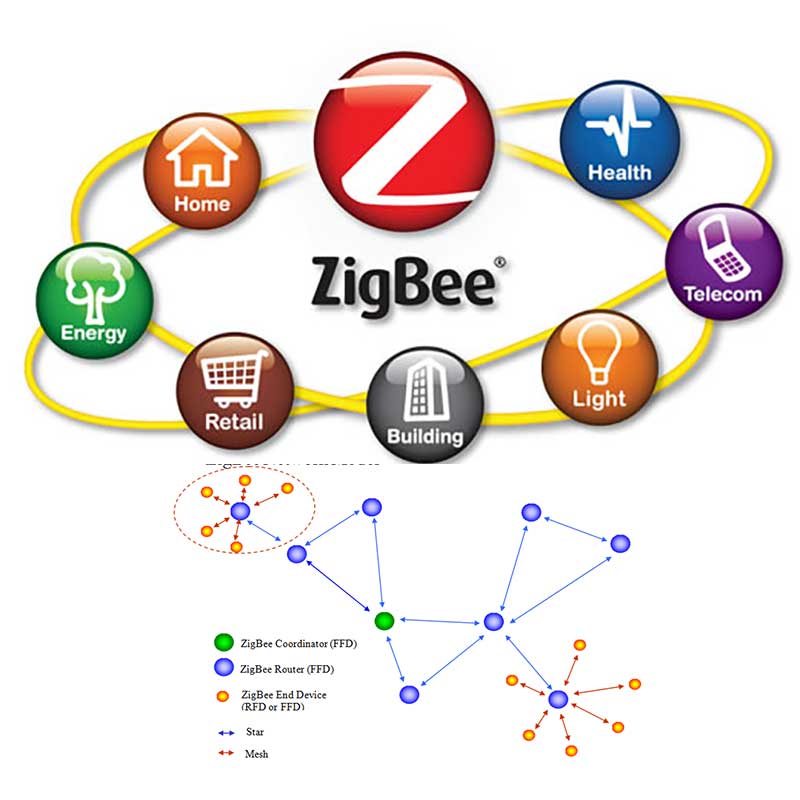 Home
Health
ZigBee®
Telecom
Energy
Retail
Building
Light
ZigBee Coordinator (FFD)
ZigBee Router (FFD)
ZigBee End Device
(RFD or FFD)
Star
Mesh